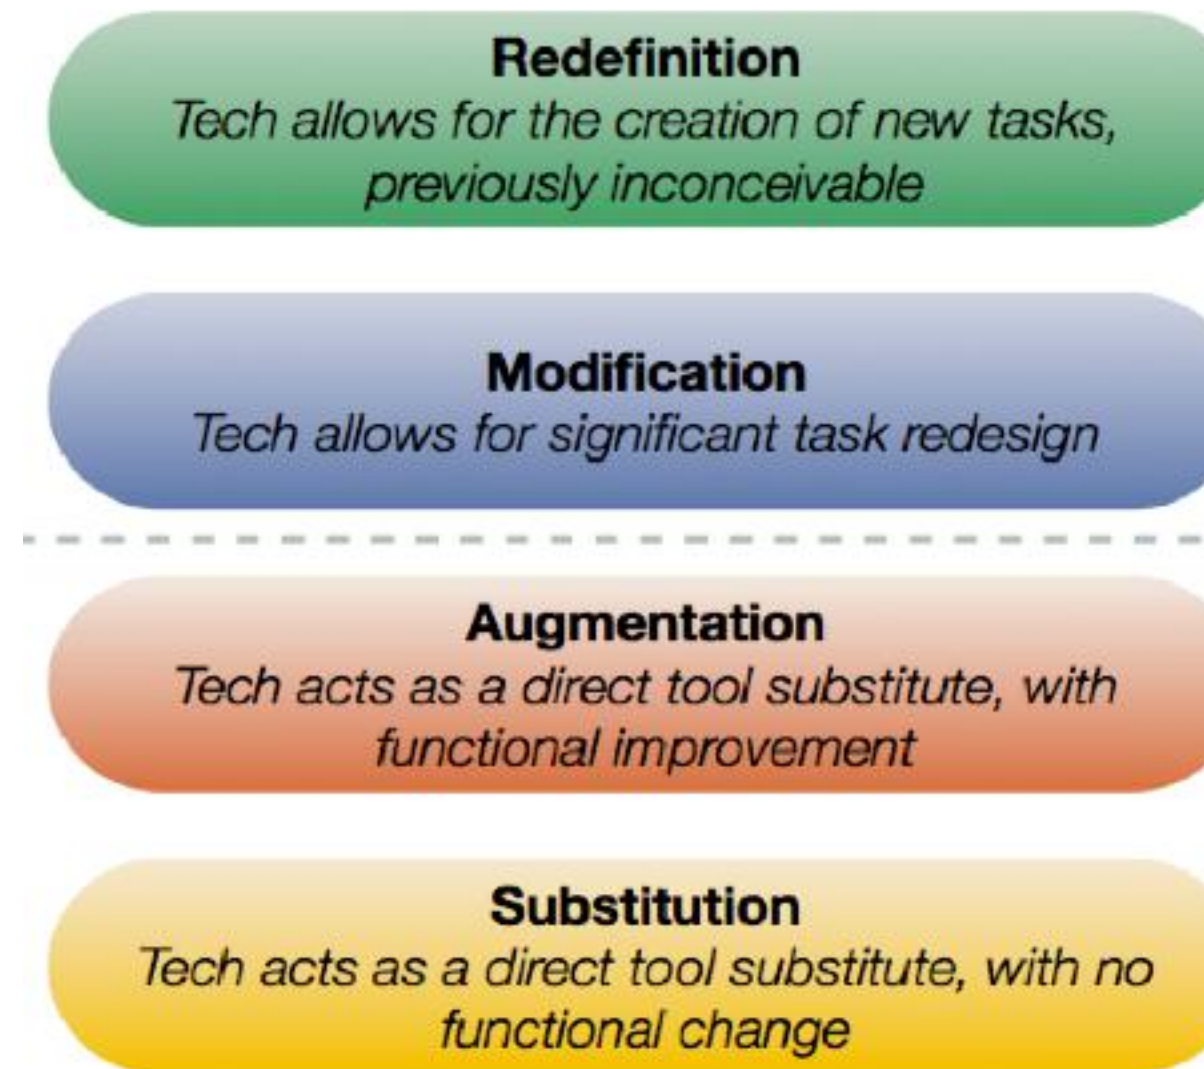 Redefinition
Tech allows for the creation of new tasks,
previously inconceivable
Modification
Tech allows for significant task redesign
Augmentation
Tech acts as a direct tool substitute, with
functional improvement
Substitution
Tech acts as a direct tool substitute, with no
functional change